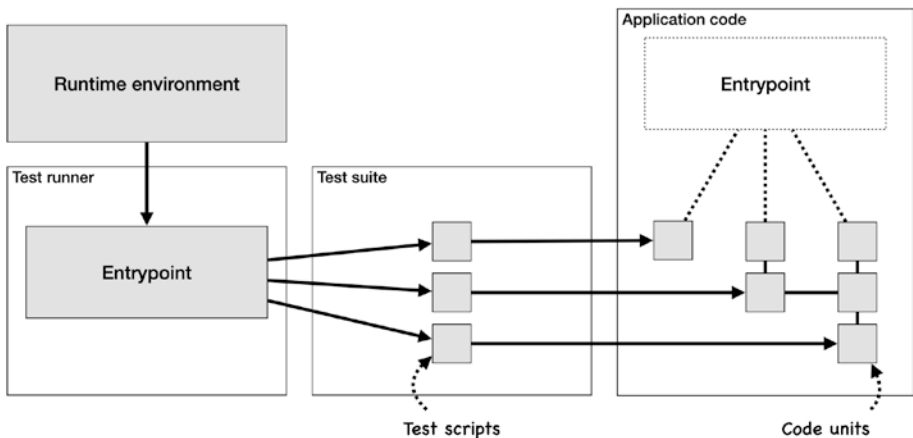 Application code
Runtime environment
Entrypoint
Test runner
Test suite
Entrypoint
Test scripts
Code units